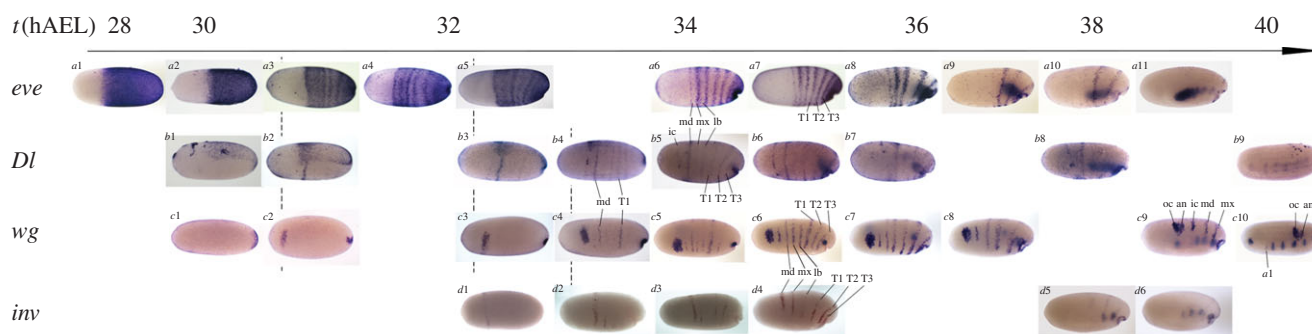 t (hAEL) 28 30 32 34 36 38 40
a1 a2 a3 a4 a5 a6 a7 a8 a9 a10 a11
eve
md mx lb T1 T2 T3
ic
b1 b2 b3 b4 b5 b6 b7 b8 b9
Dl
md T1 T1 T2 T3
c1 c2 c3 c4 c5 c6 c7 c8 c9 c10
T1 T2 T3 oc an ic md mx oc an
wg
md mx lb T1 T2 T3 a1
d1 d2 d3 d4 d5 d6
inv